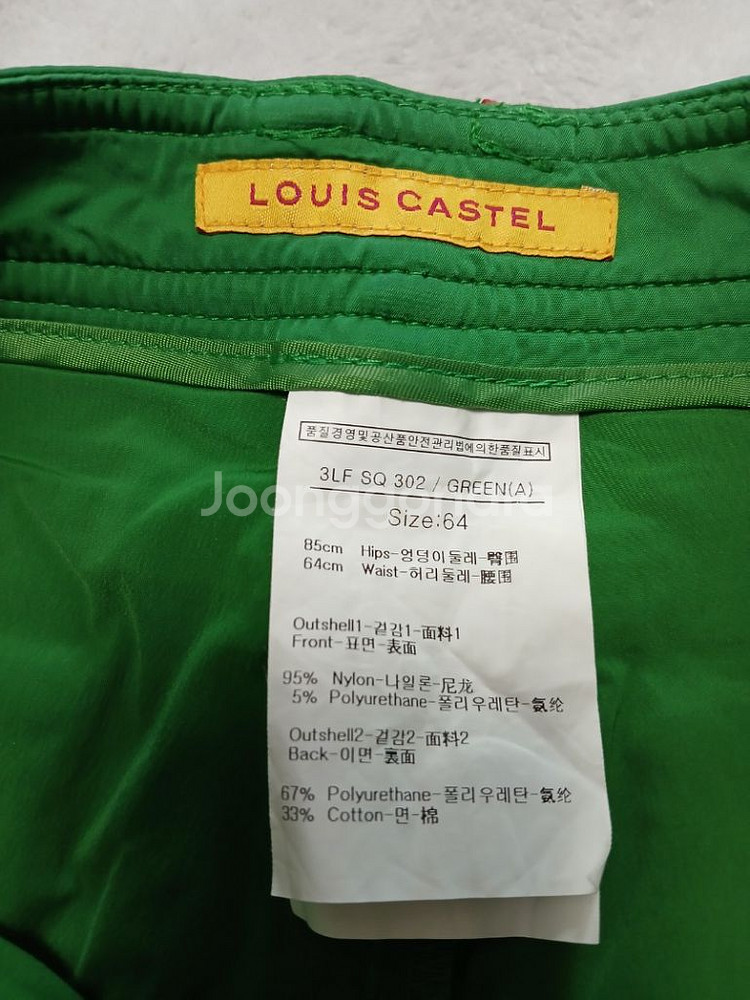 LOUIS CASTEL
품질경영및공산품안전관리법에의한품질표시
3LF SQ 302 / GREEN(A)
Joonggonara
Size:64
85cm Hips-엉덩이둘레-臀围
64cm Waist-허리둘레-腰围
Outshell1-겉감1-面料1
Front-표면-表面
95% Nylon-나일론-尼龙
5% Polyurethane-폴리우레탄-氨纶
Outshell2-겉감2-面料2
Back-이면-裏面
67% Polyurethane-폴리우레탄-氨纶
33% Cotton-면-棉